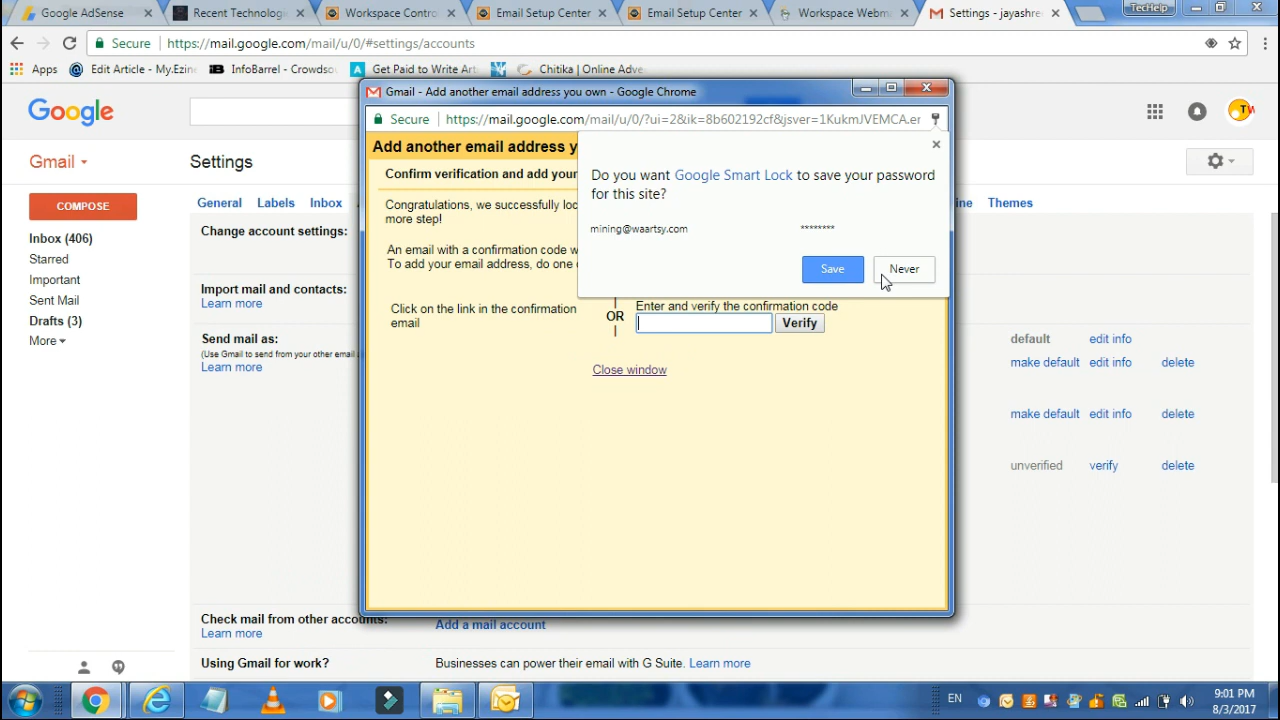 Google AdSense
Recent Technologi
Workspace Contro
Email Setup Center
Email Setup Center
Workspace Webm
Settings - jayashre
TecHelp
Secure
https://mail.google.com/mail/u/0/#settings/accounts
Apps
Edit Article - My.Ezine
InfoBarrel - Crowdsou
Get Paid to Write Arti
Chitika | Online Adve
Gmail - Add another email address you own - Google Chrome
Secure
https://mail.google.com/mail/u/0/?ui=2&ik=8b602192cf&jsver=1KukmJVEMCA.er
Google
Gmail
Settings
COMPOSE
Inbox (406)
Starred
Important
Sent Mail
Drafts (3)
More
General
Labels
Inbox
ine
Themes
Change account settings:
Import mail and contacts:
Learn more
Send mail as:
(Use Gmail to send from your other email a
Learn more
Add another email address y
Confirm verification and add your
Congratulations, we successfully loc
more step!
An email with a confirmation code w
To add your email address, do one o
Click on the link in the confirmation
email
OR
Enter and verify the confirmation code
Verify
Close window
Do you want Google Smart Lock to save your password
for this site?
mining@waartsy.com
********
Save
Never
default
edit info
make default
edit info
delete
make default
edit info
delete
unverified
verify
delete
Check mail from other accounts:
Learn more
Add a mail account
Using Gmail for work?
Businesses can power their email with G Suite. Learn more
EN
9:01 PM
8/3/2017